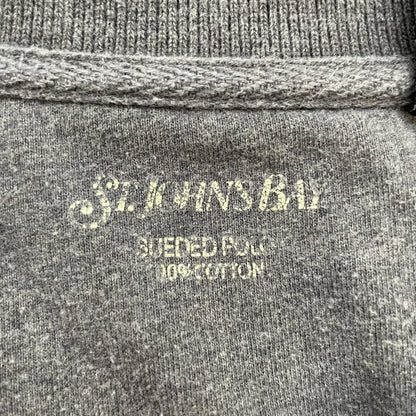 ST. JOHN'S BAY
SUEDED POLO
100% COTTON